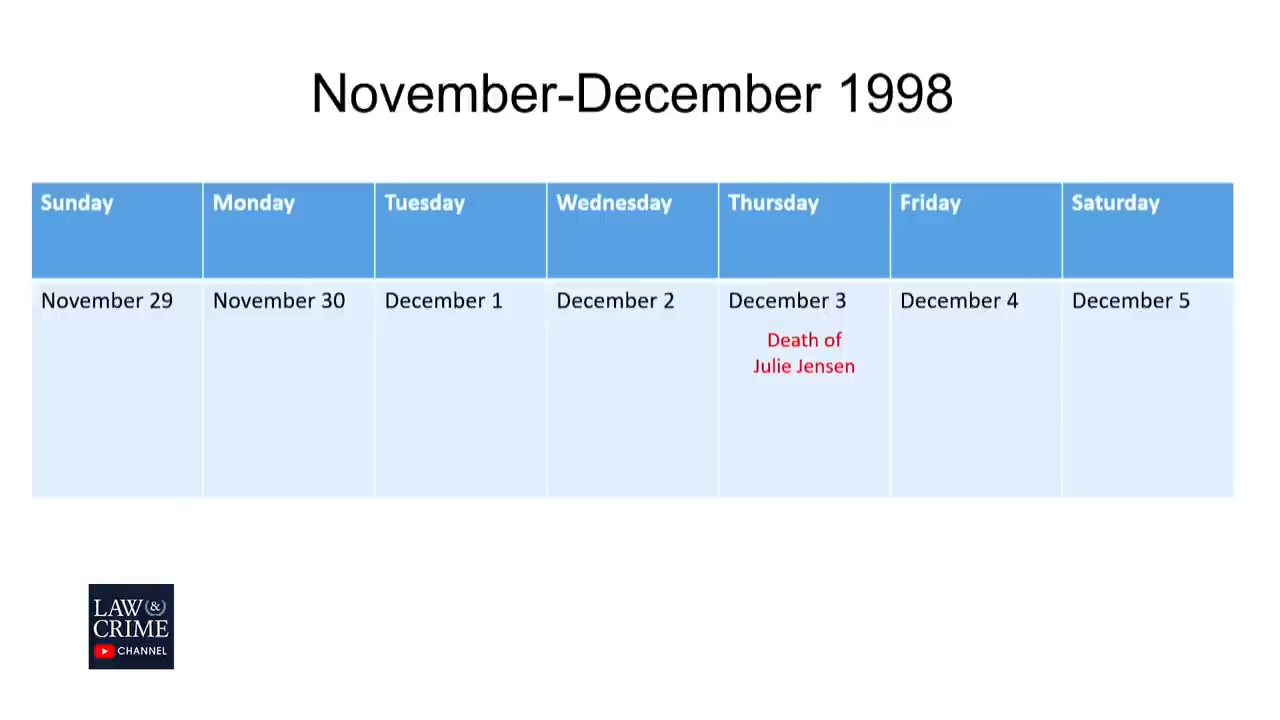 November-December 1998
Sunday
Monday
Tuesday
Wednesday
Thursday
Friday
Saturday
November 29
November 30
December 1
December 2
December 3
Death of
Julie Jensen
December 4
December 5
LAW &
CRIME
CHANNEL